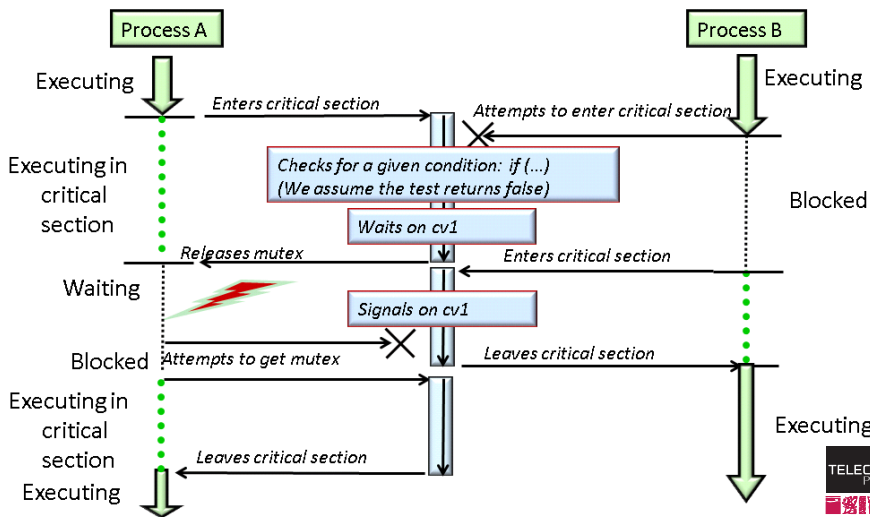 Process A
Process B
Executing
Executing
Enters critical section
Attempts to enter critical section
Checks for a given condition: if (...)
(We assume the test returns false)
Executing in
critical
section
Blocked
Waits on cv1
Releases mutex
Enters critical section
Waiting
Signals on cv1
Blocked
Attempts to get mutex
Leaves critical section
Executing in
critical
section
Executing
Leaves critical section
Executing
TELEC
P